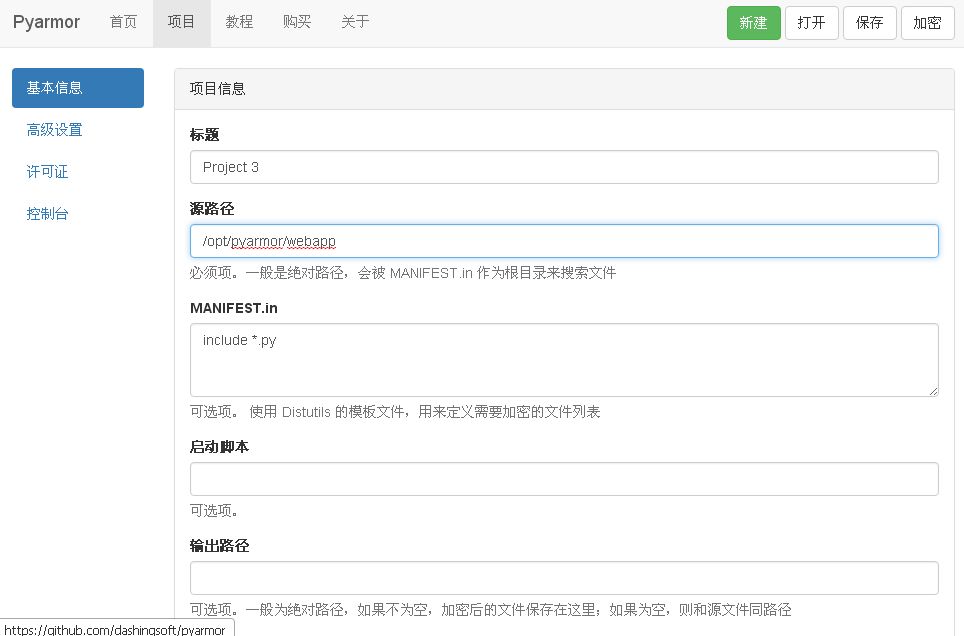 Pyarmor 首页 项目 教程 购买 关于 新建 打开 保存 加密
基本信息
高级设置
许可证
控制台
项目信息
标题
Project 3
源路径
/opt/pyarmor/webapp
必须项。一般是绝对路径，会被 MANIFEST.in 作为根目录来搜索文件
MANIFEST.in
include *.py
可选项。 使用 Distutils 的模板文件，用来定义需要加密的文件列表
启动脚本
可选项。
输出路径
可选项。一般为绝对路径，如果不为空，加密后的文件保存在这里；如果为空，则和源文件同路径
https://github.com/dashingsoft/pyarmor